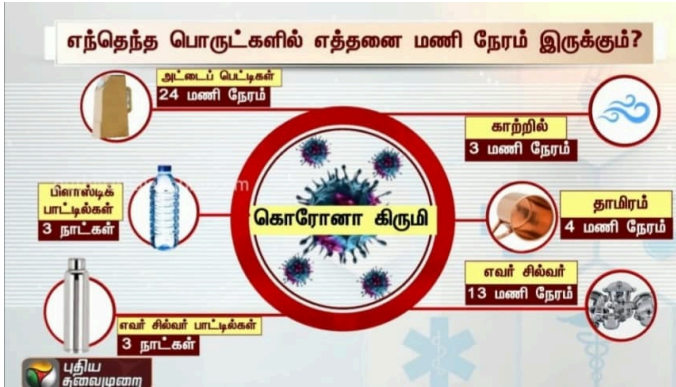 எந்தெந்த பொருட்களில் எத்தனை மணி நேரம் இருக்கும்?
அட்டைப் பெட்டிகள்
24 மணி நேரம்
காற்றில்
3 மணி நேரம்
பிளாஸ்டிக்
பாட்டில்கள்
3 நாட்கள்
கொரோனா கிருமி
தாமிரம்
4 மணி நேரம்
எவர் சில்வர்
13 மணி நேரம்
எவர் சில்வர் பாட்டில்கள்
3 நாட்கள்
புதிய
தலைமுறை